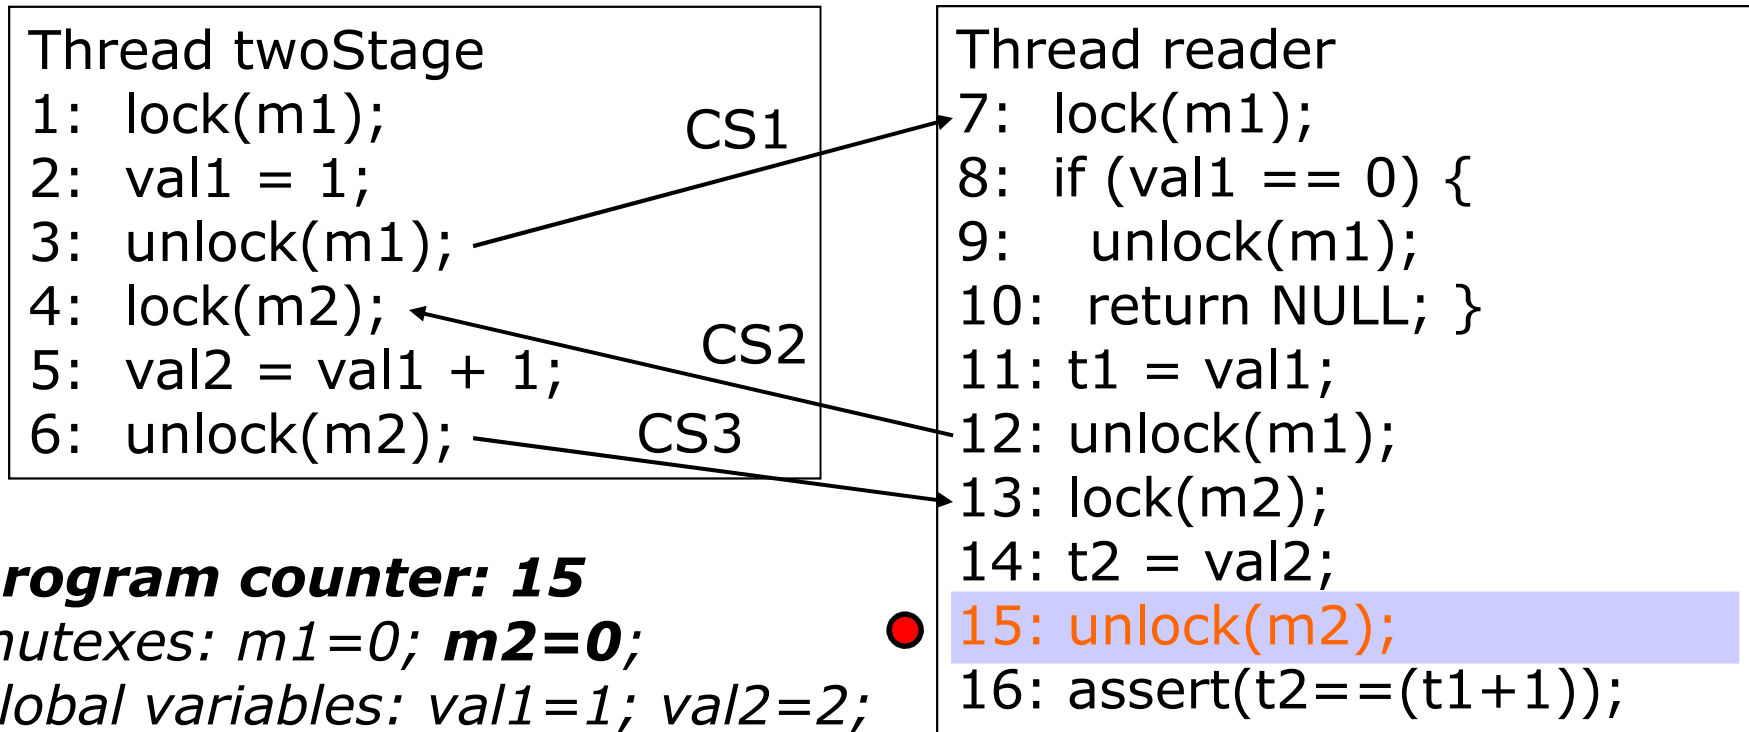 Thread twoStage
1: lock(m1);
2: val1 = 1;
3: unlock(m1);
4: lock(m2);
5: val2 = val1 + 1;
6: unlock(m2);
CS1
CS2
CS3
Thread reader
7: lock(m1);
8: if (val1 == 0) {
9: unlock(m1);
10: return NULL; }
11: t1 = val1;
12: unlock(m1);
13: lock(m2);
14: t2 = val2;
15: unlock(m2);
16: assert(t2==(t1+1));
rogram counter: 15
utexes: m1=0; m2=0;
lobal variables: val1=1; val2=2;